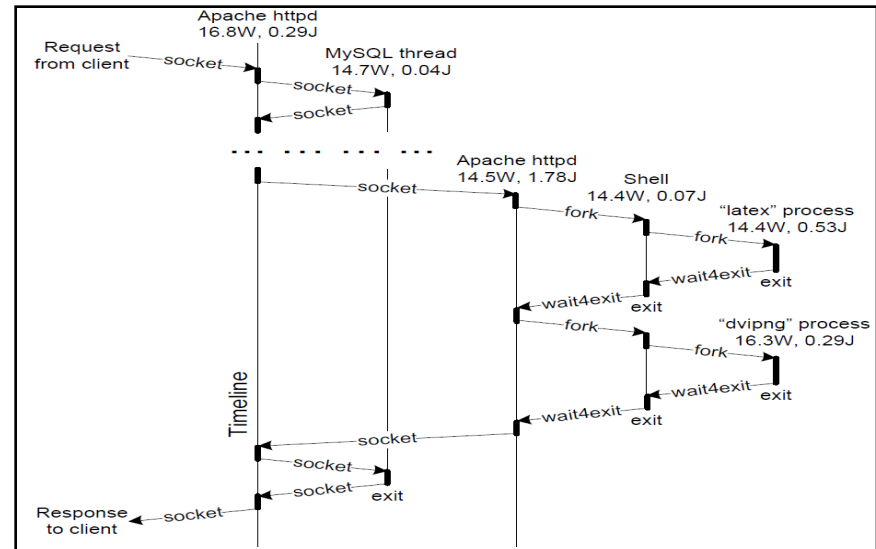 Apache httpd
16.8W, 0.29J
Request
from client
socket
MySQL thread
14.7W, 0.04J
socket
socket
Apache httpd
14.5W, 1.78J
socket
Shell
14.4W, 0.07J
fork
"latex" process
14.4W, 0.53J
fork
wait4exit
exit
wait4exit
exit
fork
"dvipng" process
16.3W, 0.29J
fork
wait4exit
exit
wait4exit
exit
Timeline
socket
socket
socket
exit
Response
to client
socket